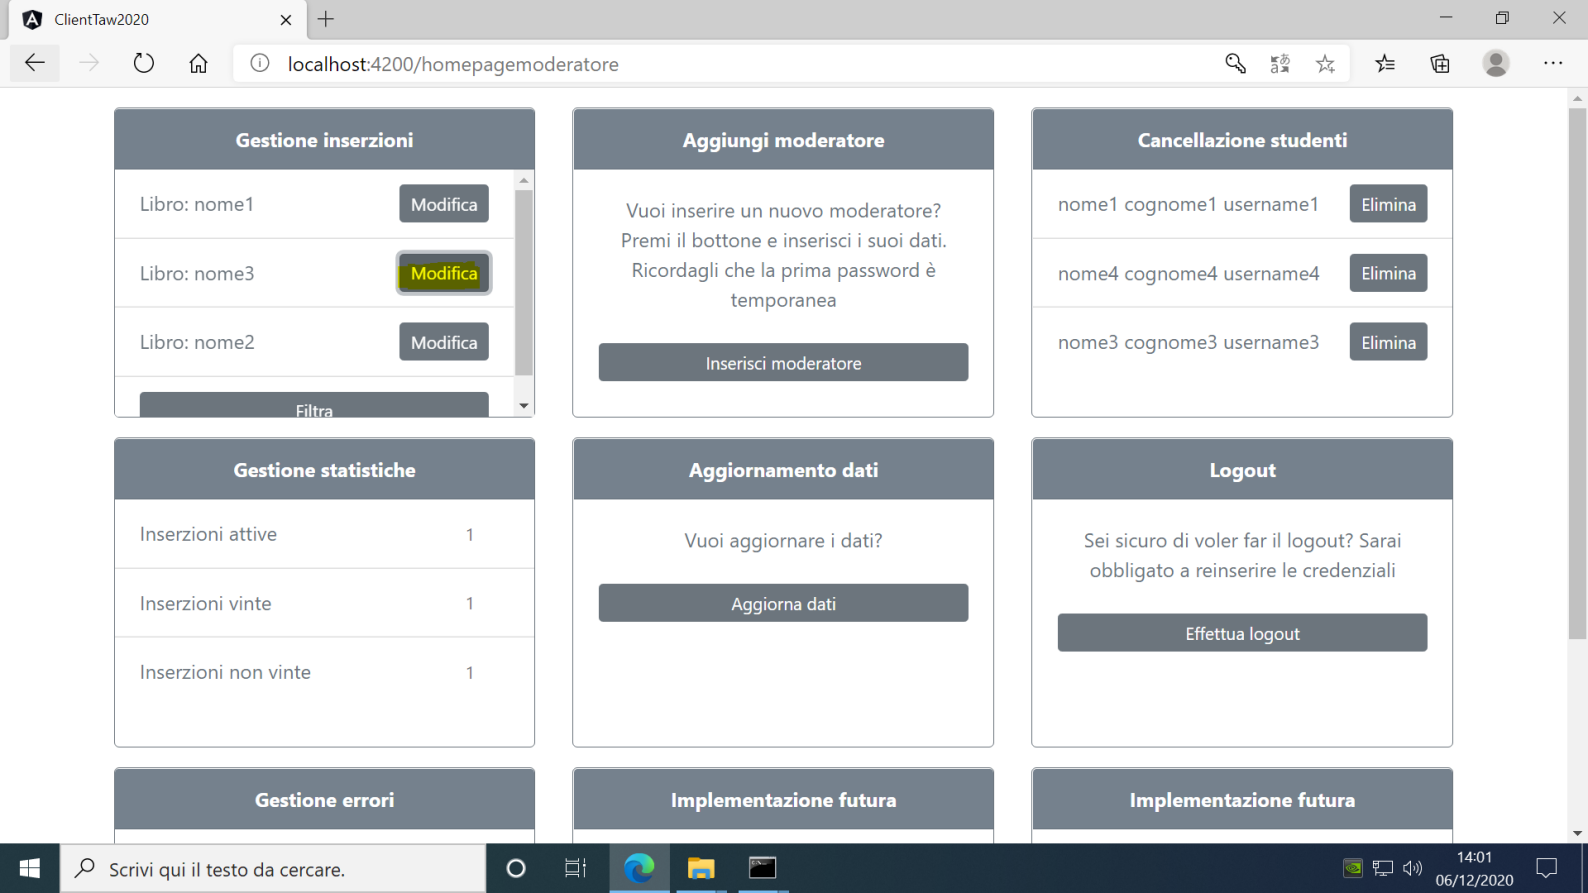 ClientTaw2020
localhost:4200/homepagemoderatore
Gestione inserzioni
Libro: nome1
Modifica
Libro: nome3
Modifica
Libro: nome2
Modifica
Filtra
Aggiungi moderatore
Vuoi inserire un nuovo moderatore?
Premi il bottone e inserisci i suoi dati.
Ricordagli che la prima password è
temporanea
Inserisci moderatore
Cancellazione studenti
nome1 cognome1 username1
Elimina
nome4 cognome4 username4
Elimina
nome3 cognome3 username3
Elimina
Gestione statistiche
Inserzioni attive 1
Inserzioni vinte 1
Inserzioni non vinte 1
Aggiornamento dati
Vuoi aggiornare i dati?
Aggiorna dati
Logout
Sei sicuro di voler far il logout? Sarai
obbligato a reinserire le credenziali
Effettua logout
Gestione errori
Implementazione futura
Implementazione futura
Scrivi qui il testo da cercare.
14:01
06/12/2020